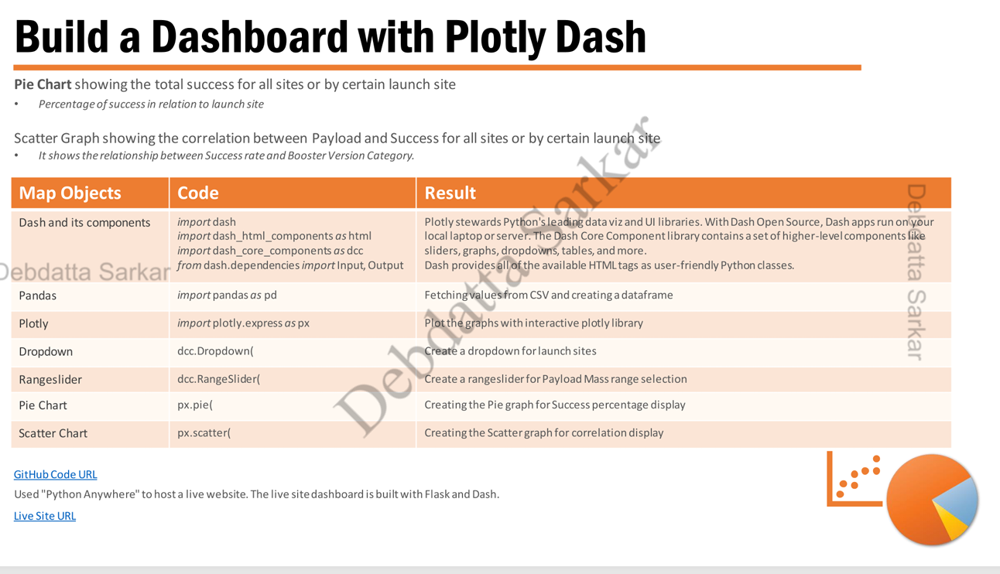 Build a Dashboard with Plotly Dash
Pie Chart showing the total success for all sites or by certain launch site
• Percentage of success in relation to launch site
Scatter Graph showing the correlation between Payload and Success for all sites or by certain launch site
• It shows the relationship between Success rate and Booster Version Category.
Map Objects Code Result
Dash and its components
import dash
import dash_html_components as html
import dash_core_components as dcc
from dash.dependencies import Input, Output
Plotly stewards Python's leading data viz and UI libraries. With Dash Open Source, Dash apps run on your
local laptop or server. The Dash Core Component library contains a set of higher-level components like
sliders, graphs, dropdowns, tables, and more.
Dash provides all of the available HTML tags as user-friendly Python classes.
Pandas import pandas as pd Fetching values from CSV and creating a dataframe
Plotly import plotly.express as px Plot the graphs with interactive plotly library
Dropdown dcc.Dropdown( Create a dropdown for launch sites
Rangeslider dcc.RangeSlider( Create a rangeslider for Payload Mass range selection
Pie Chart px.pie( Creating the Pie graph for Success percentage display
Scatter Chart px.scatter( Creating the Scatter graph for correlation display
GitHub Code URL
Used "Python Anywhere" to host a live website. The live site dashboard is built with Flask and Dash.
Live Site URL
Debdatta Sarkar
Debdatta Sarkar
Debdatta Sarkar